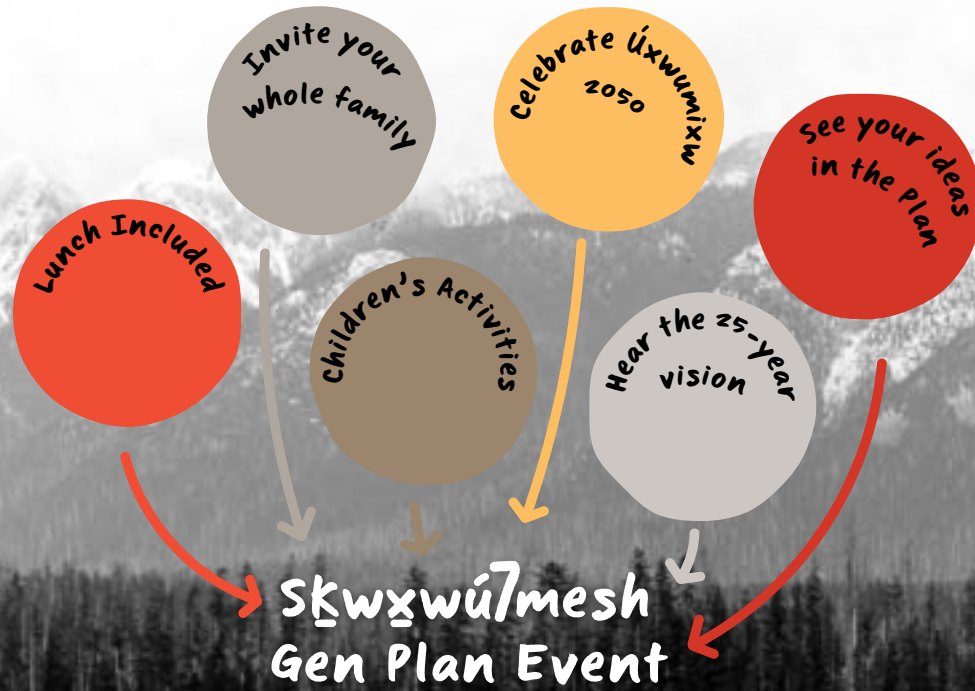 Invite your
whole family
Celebrate Úxwumixw
2050
See your ideas
in the Plan
Lunch Included
Children's Activities
Hear the 25-year
vision
Sḵwx̱wú7mesh
Gen Plan Event